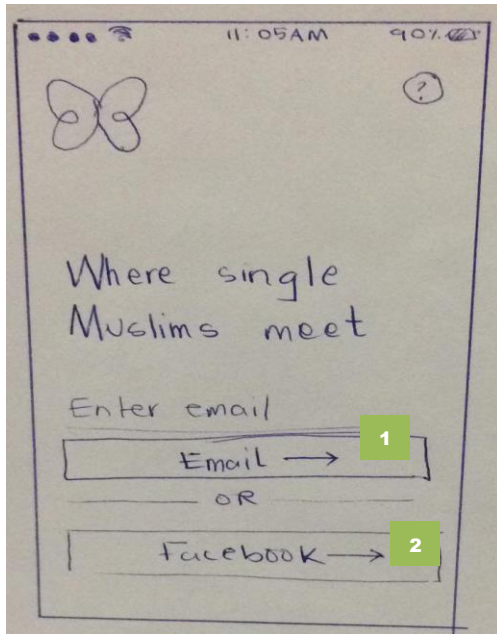 11:05AM 90%
?
Where single
Muslims meet
Enter email
Email → 1
OR
Facebook → 2